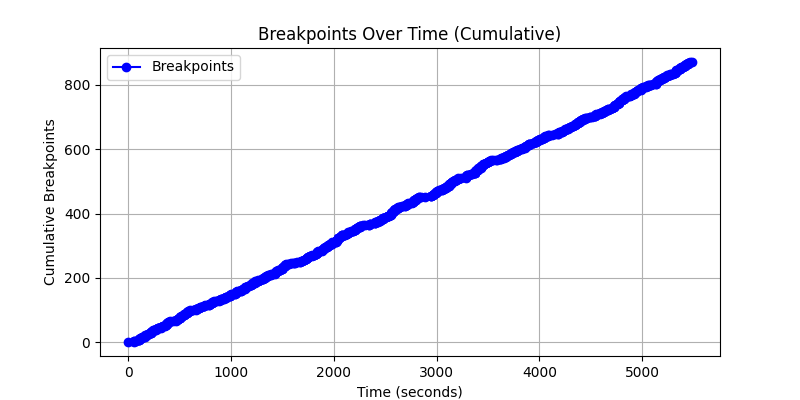 Breakpoints Over Time (Cumulative)
Breakpoints
Cumulative Breakpoints
800
600
400
200
0
0 1000 2000 3000 4000 5000
Time (seconds)